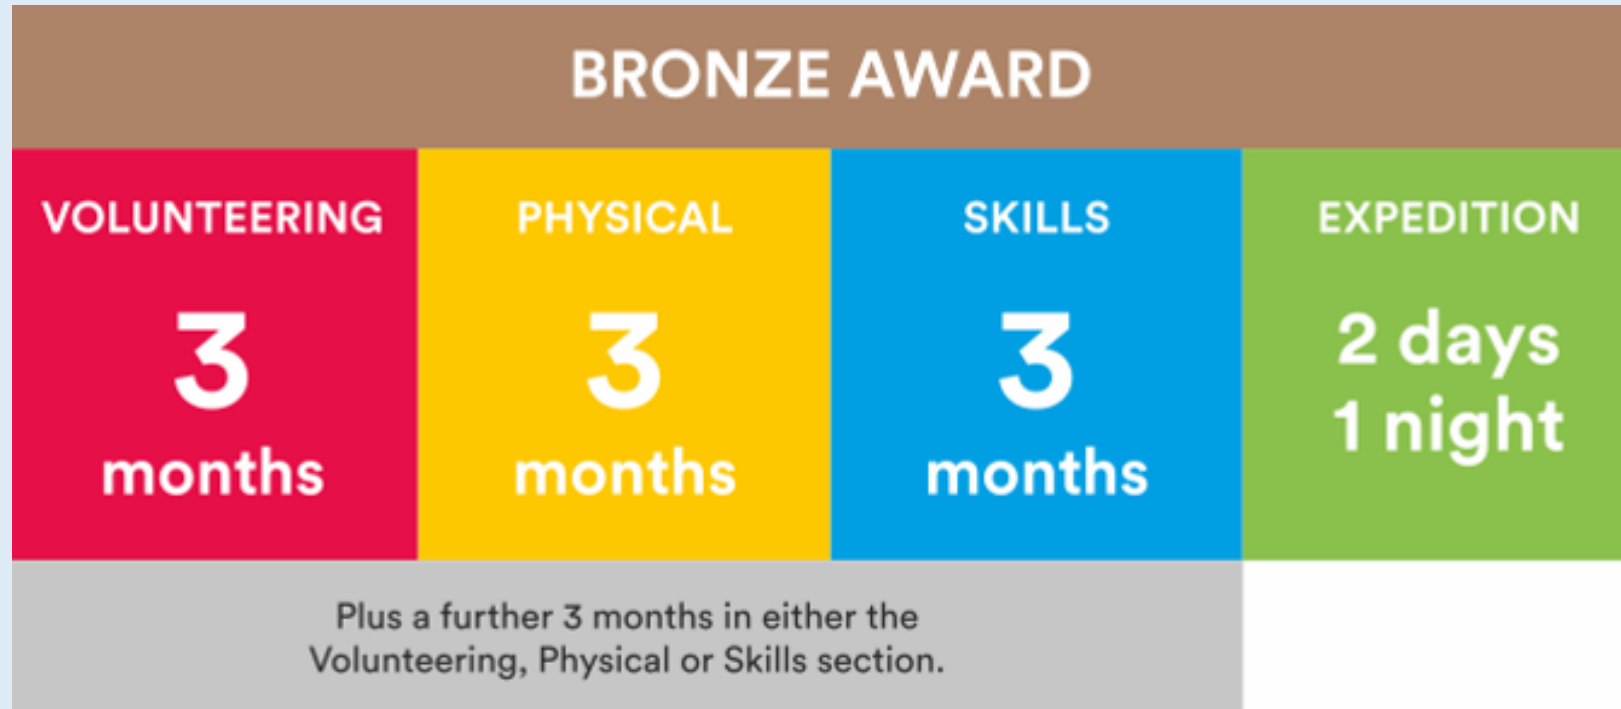 BRONZE AWARD
VOLUNTEERING
3
months
PHYSICAL
3
months
SKILLS
3
months
EXPEDITION
2 days
1 night
Plus a further 3 months in either the
Volunteering, Physical or Skills section.